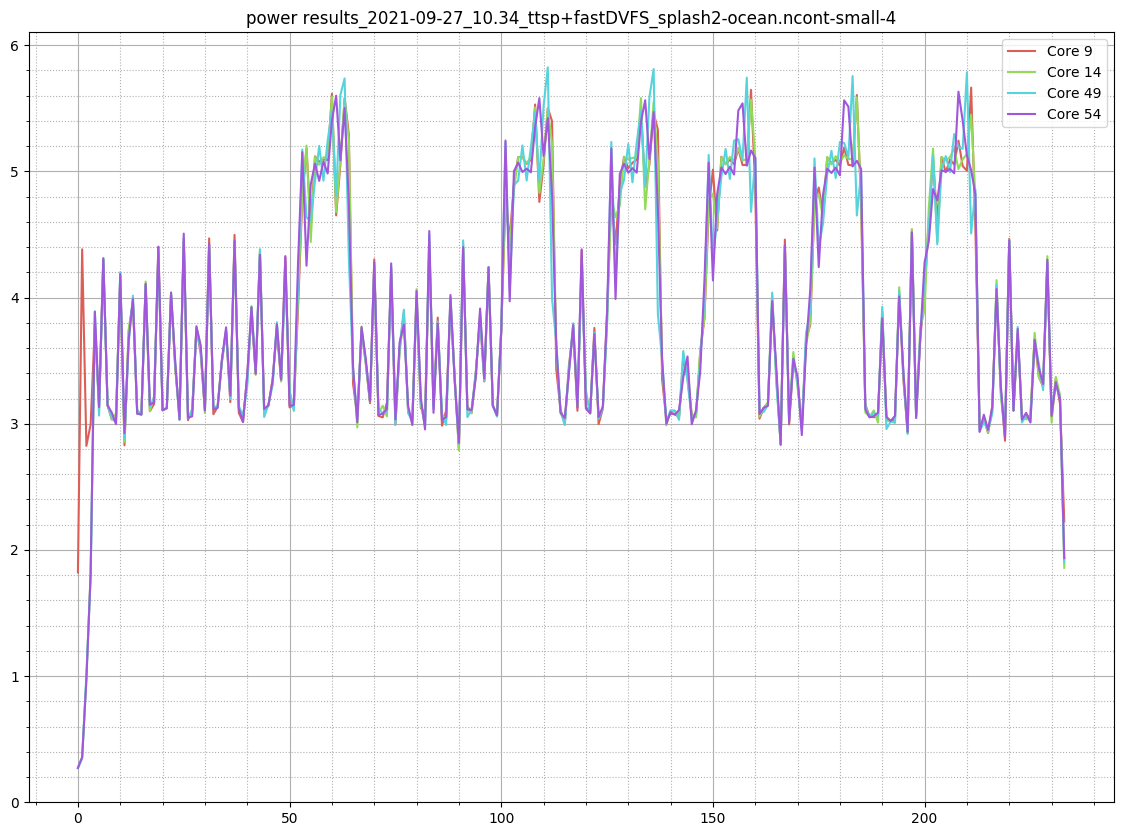 power results_2021-09-27_10.34_ttsp+fastDVFS_splash2-ocean.ncont-small-4
6
5
4
3
2
1
0
Core 9
Core 14
Core 49
Core 54
0
50
100
150
200